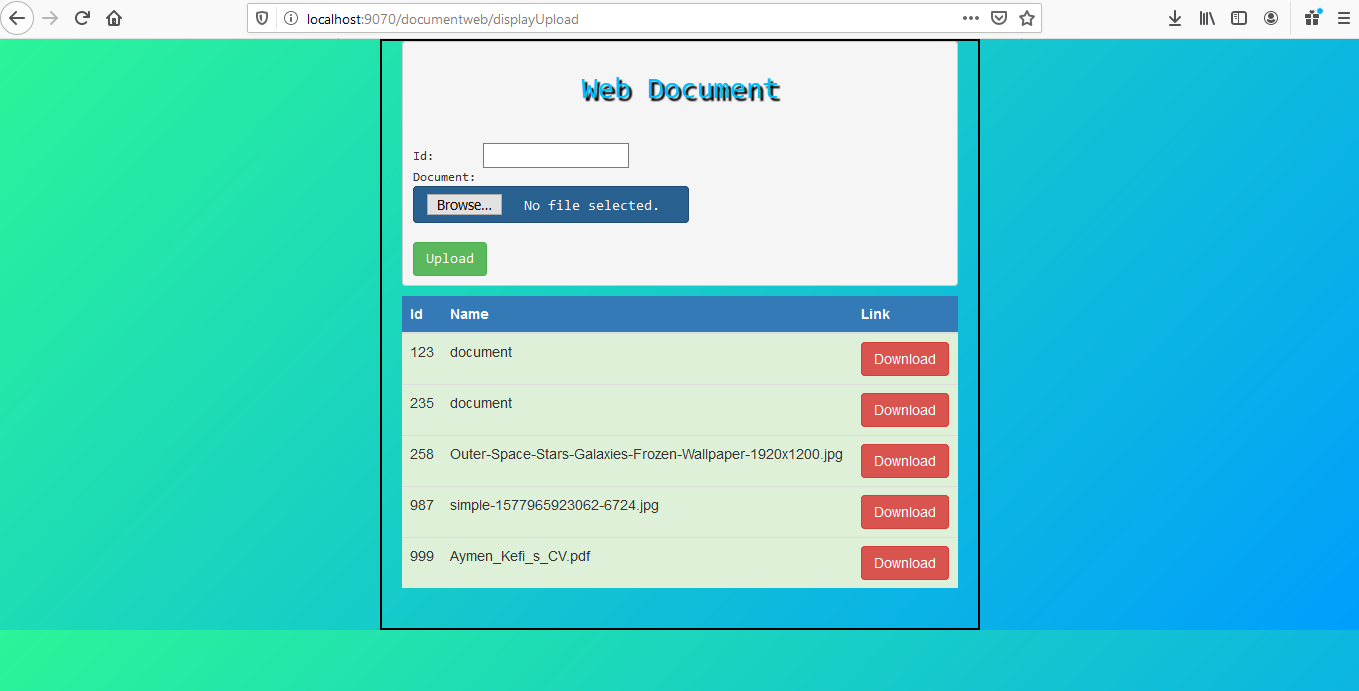 localhost:9070/documentweb/displayUpload
Web Document
Id:
Document:
Browse... No file selected.
Upload
Id Name Link
123 document Download
235 document Download
258 Outer-Space-Stars-Galaxies-Frozen-Wallpaper-1920x1200.jpg Download
987 simple-1577965923062-6724.jpg Download
999 Aymen_Kefi_s_CV.pdf Download